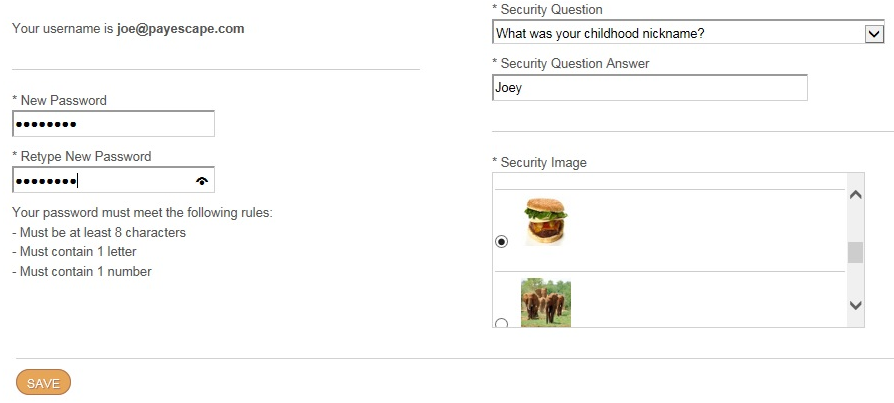 Your username is joe@payescape.com
* New Password
••••••••
* Retype New Password
••••••••
Your password must meet the following rules:
- Must be at least 8 characters
- Must contain 1 letter
- Must contain 1 number
* Security Question
What was your childhood nickname?
* Security Question Answer
Joey
* Security Image
SAVE